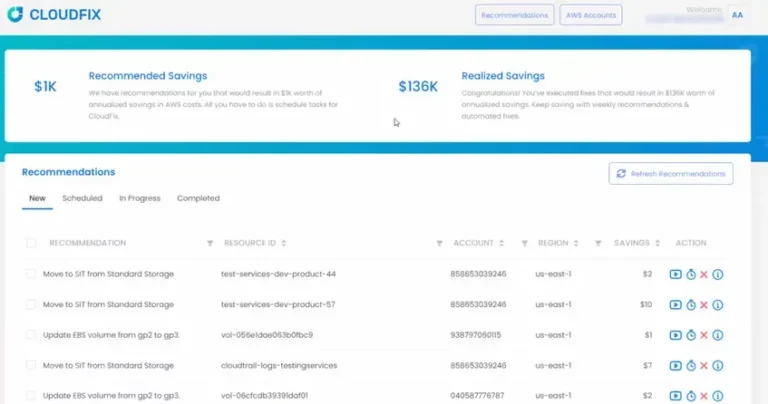 CLOUDFIX
Recommendations
AWS Accounts
Welcome,
AA
$1K
Recommended Savings
We have recommendations for you that would result in $1k worth of
annualized savings in AWS costs. All you have to do is schedule tasks for
CloudFix.
$136K
Realized Savings
Congratulations! You've executed fixes that would result in $136K worth of
annualized savings. Keep saving with weekly recommendations &
automated fixes.
Recommendations
Refresh Recommendations
New Scheduled In Progress Completed
RECOMMENDATION RESOURCE ID ACCOUNT REGION SAVINGS ACTION
Move to SIT from Standard Storage test-services-dev-product-44 858653039246 us-east-1 $2
Move to SIT from Standard Storage test-services-dev-product-57 858653039246 us-east-1 $10
Update EBS volume from gp2 to gp3. vol-056e1dae063b0fbc9 938797060115 us-east-1 $1
Move to SIT from Standard Storage cloudtrail-logs-testingservices 858653039246 us-east-1 $7
Update EBS volume from gp2 to gp3. vol-06cfcdb39391daf01 040587776787 us-east-1 $2